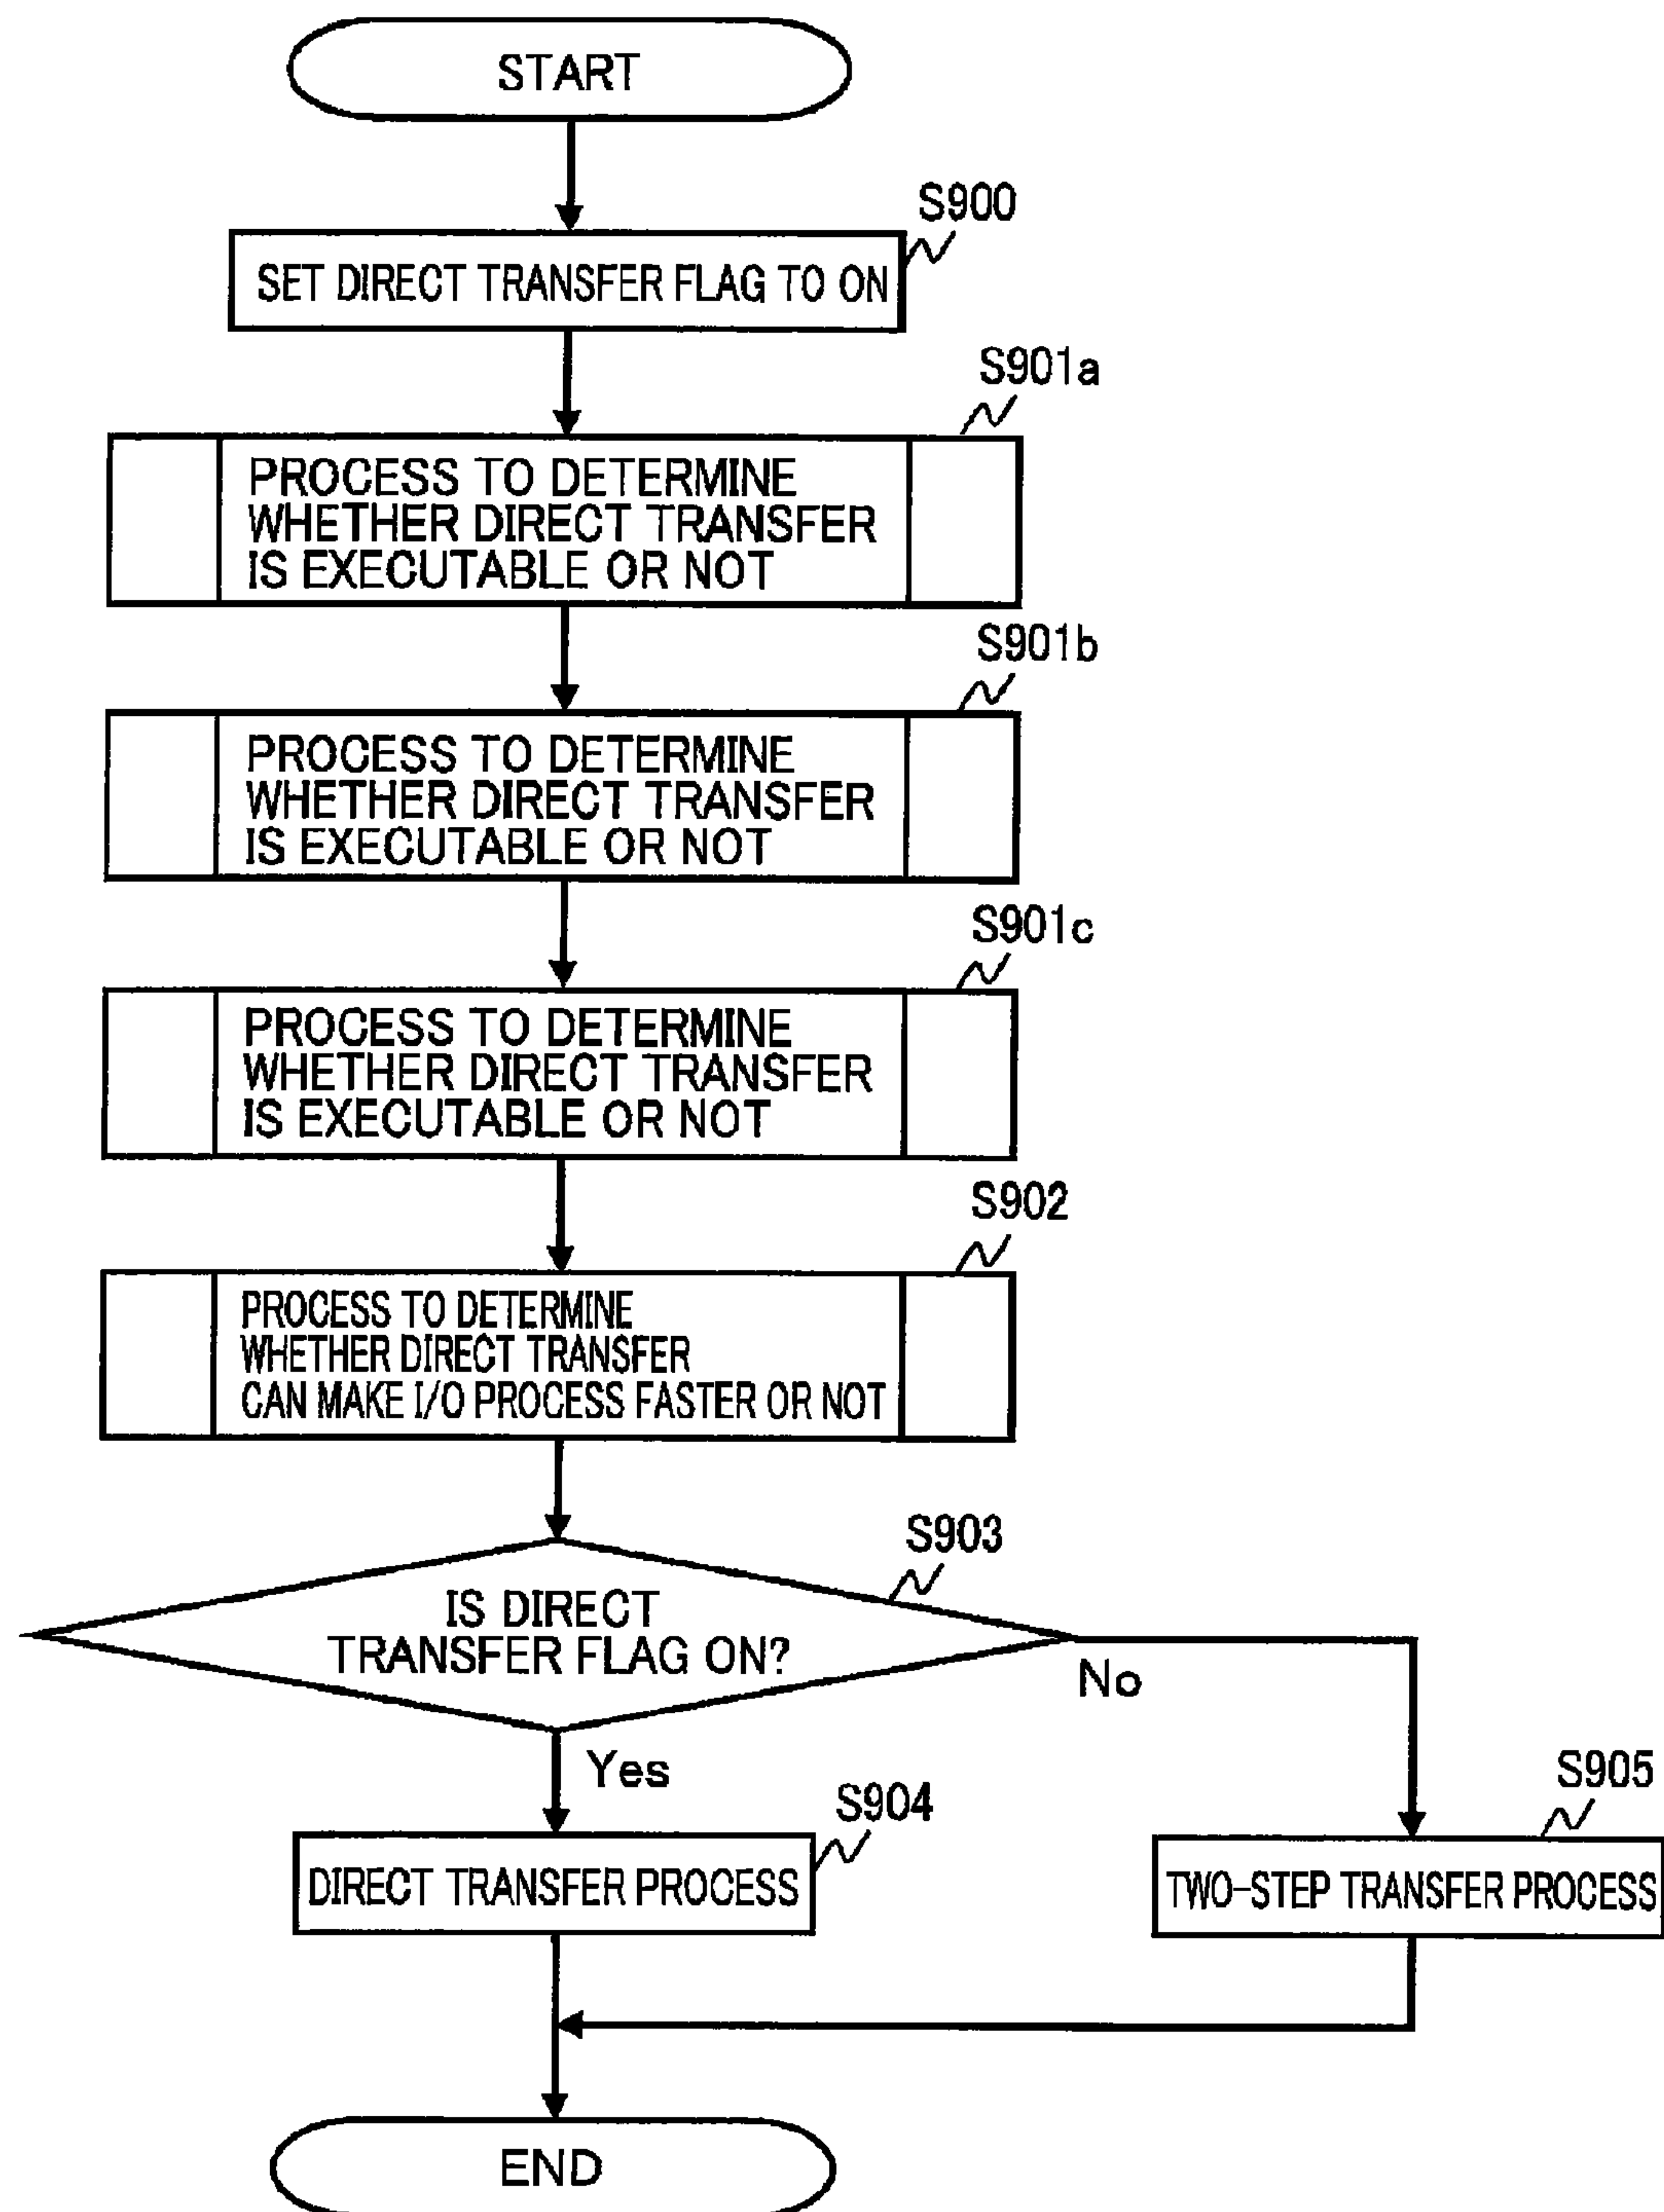 START
S900
SET DIRECT TRANSFER FLAG TO ON
S901a
PROCESS TO DETERMINE
WHETHER DIRECT TRANSFER
IS EXECUTABLE OR NOT
S901b
PROCESS TO DETERMINE
WHETHER DIRECT TRANSFER
IS EXECUTABLE OR NOT
S901c
PROCESS TO DETERMINE
WHETHER DIRECT TRANSFER
IS EXECUTABLE OR NOT
S902
PROCESS TO DETERMINE
WHETHER DIRECT TRANSFER
CAN MAKE I/O PROCESS FASTER OR NOT
S903
IS DIRECT
TRANSFER FLAG ON?
No
Yes
S904
S905
DIRECT TRANSFER PROCESS
TWO-STEP TRANSFER PROCESS
END